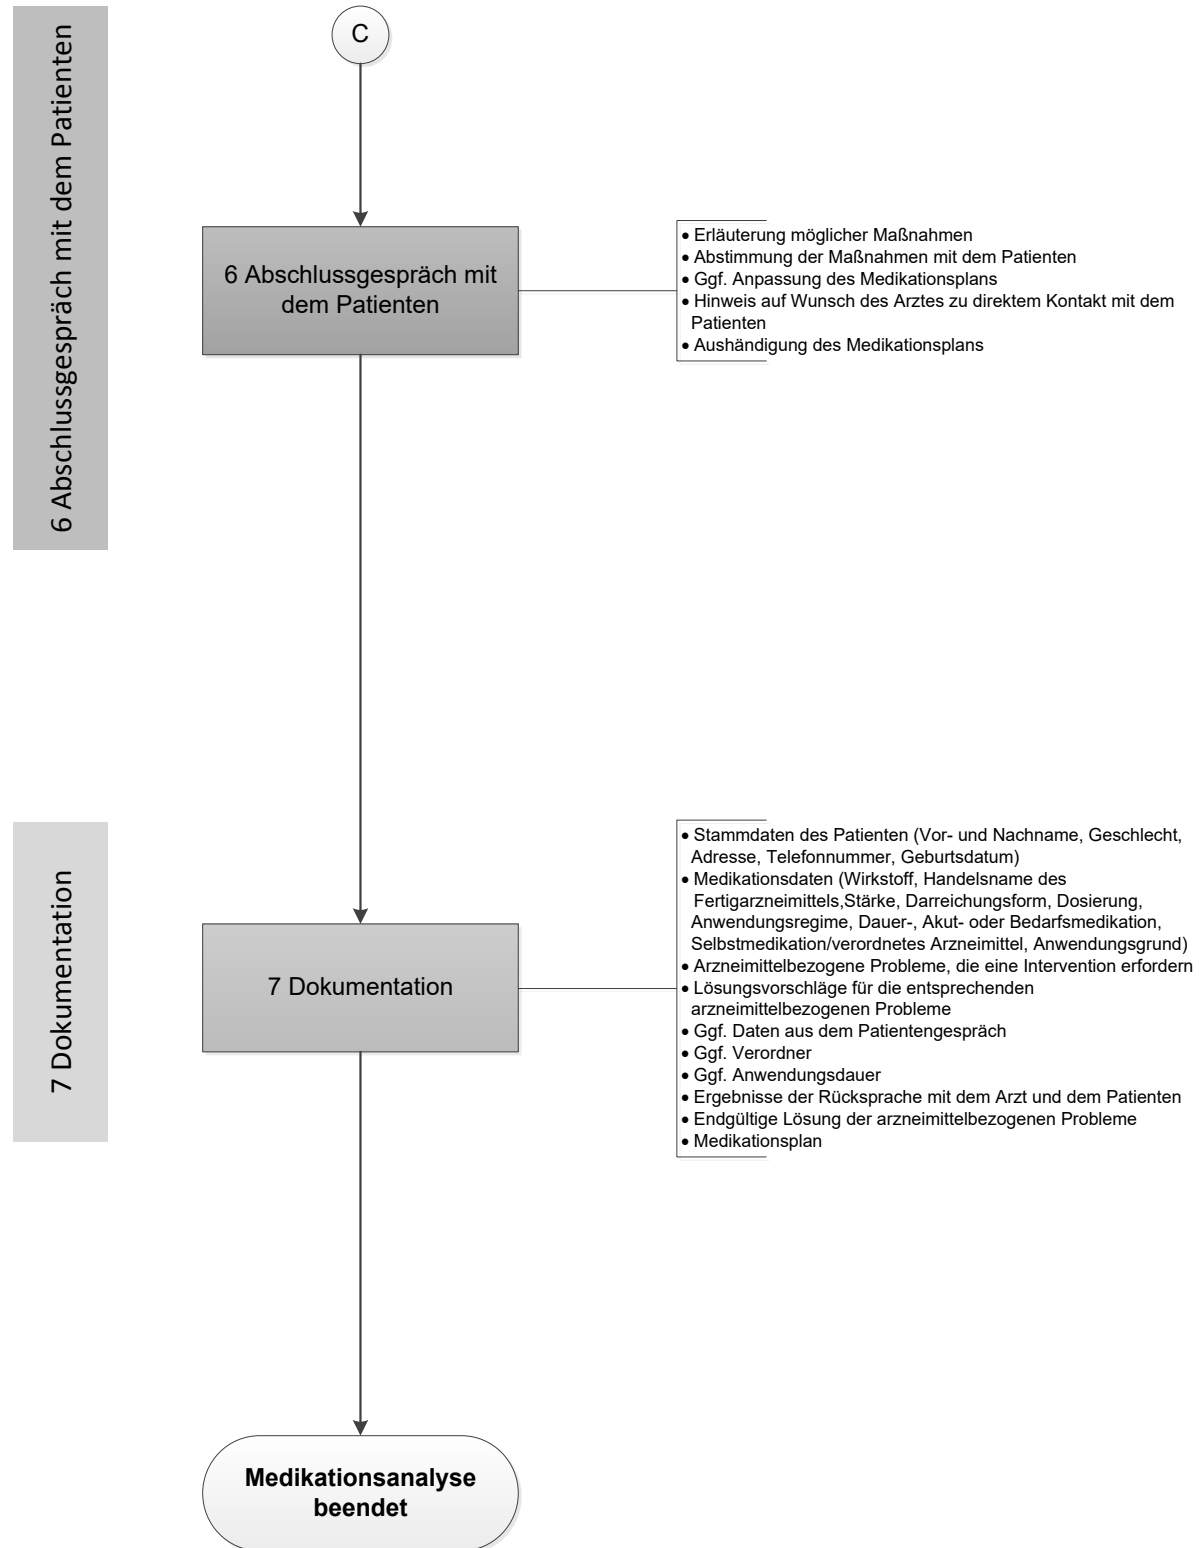 6 Abschlussgespräch mit dem Patienten
C
6 Abschlussgespräch mit
dem Patienten
• Erläuterung möglicher Maßnahmen
• Abstimmung der Maßnahmen mit dem Patienten
• Ggf. Anpassung des Medikationsplans
• Hinweis auf Wunsch des Arztes zu direktem Kontakt mit dem
Patienten
• Aushändigung des Medikationsplans
7 Dokumentation
7 Dokumentation
• Stammdaten des Patienten (Vor- und Nachname, Geschlecht,
Adresse, Telefonnummer, Geburtsdatum)
• Medikationsdaten (Wirkstoff, Handelsname des
Fertigarzneimittels,Stärke, Darreichungsform, Dosierung,
Anwendungsregime, Dauer-, Akut- oder Bedarfsmedikation,
Selbstmedikation/verordnetes Arzneimittel, Anwendungsgrund)
• Arzneimittelbezogene Probleme, die eine Intervention erfordern
• Lösungsvorschläge für die entsprechenden
arzneimittelbezogenen Probleme
• Ggf. Daten aus dem Patientengespräch
• Ggf. Verordner
• Ggf. Anwendungsdauer
• Ergebnisse der Rücksprache mit dem Arzt und dem Patienten
• Endgültige Lösung der arzneimittelbezogenen Probleme
• Medikationsplan
Medikationsanalyse
beendet